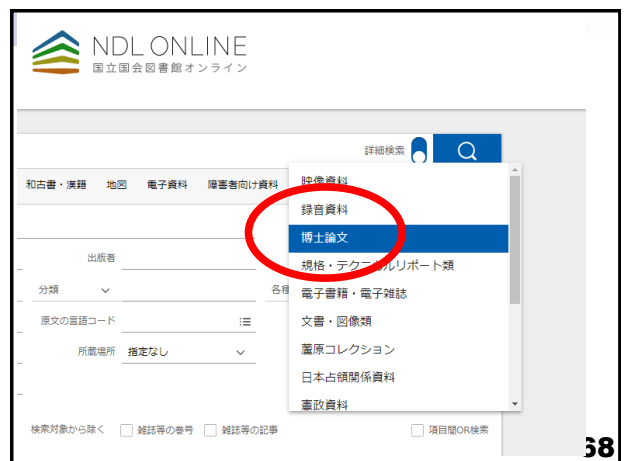 NDL ONLINE
国立国会図書館オンライン
詳細検索
和古書・漢籍 地図 電子資料 障害者向け資料
映像資料
録音資料
博士論文
規格・テクニカルリポート類
電子書籍・電子雑誌
文書・図像類
蘆原コレクション
日本占領関係資料
憲政資料
出版者
分類
各種
原文の言語コード
所蔵場所 指定なし
検索対象から除く 雑誌等の巻号 雑誌等の記事 項目間OR検索
68